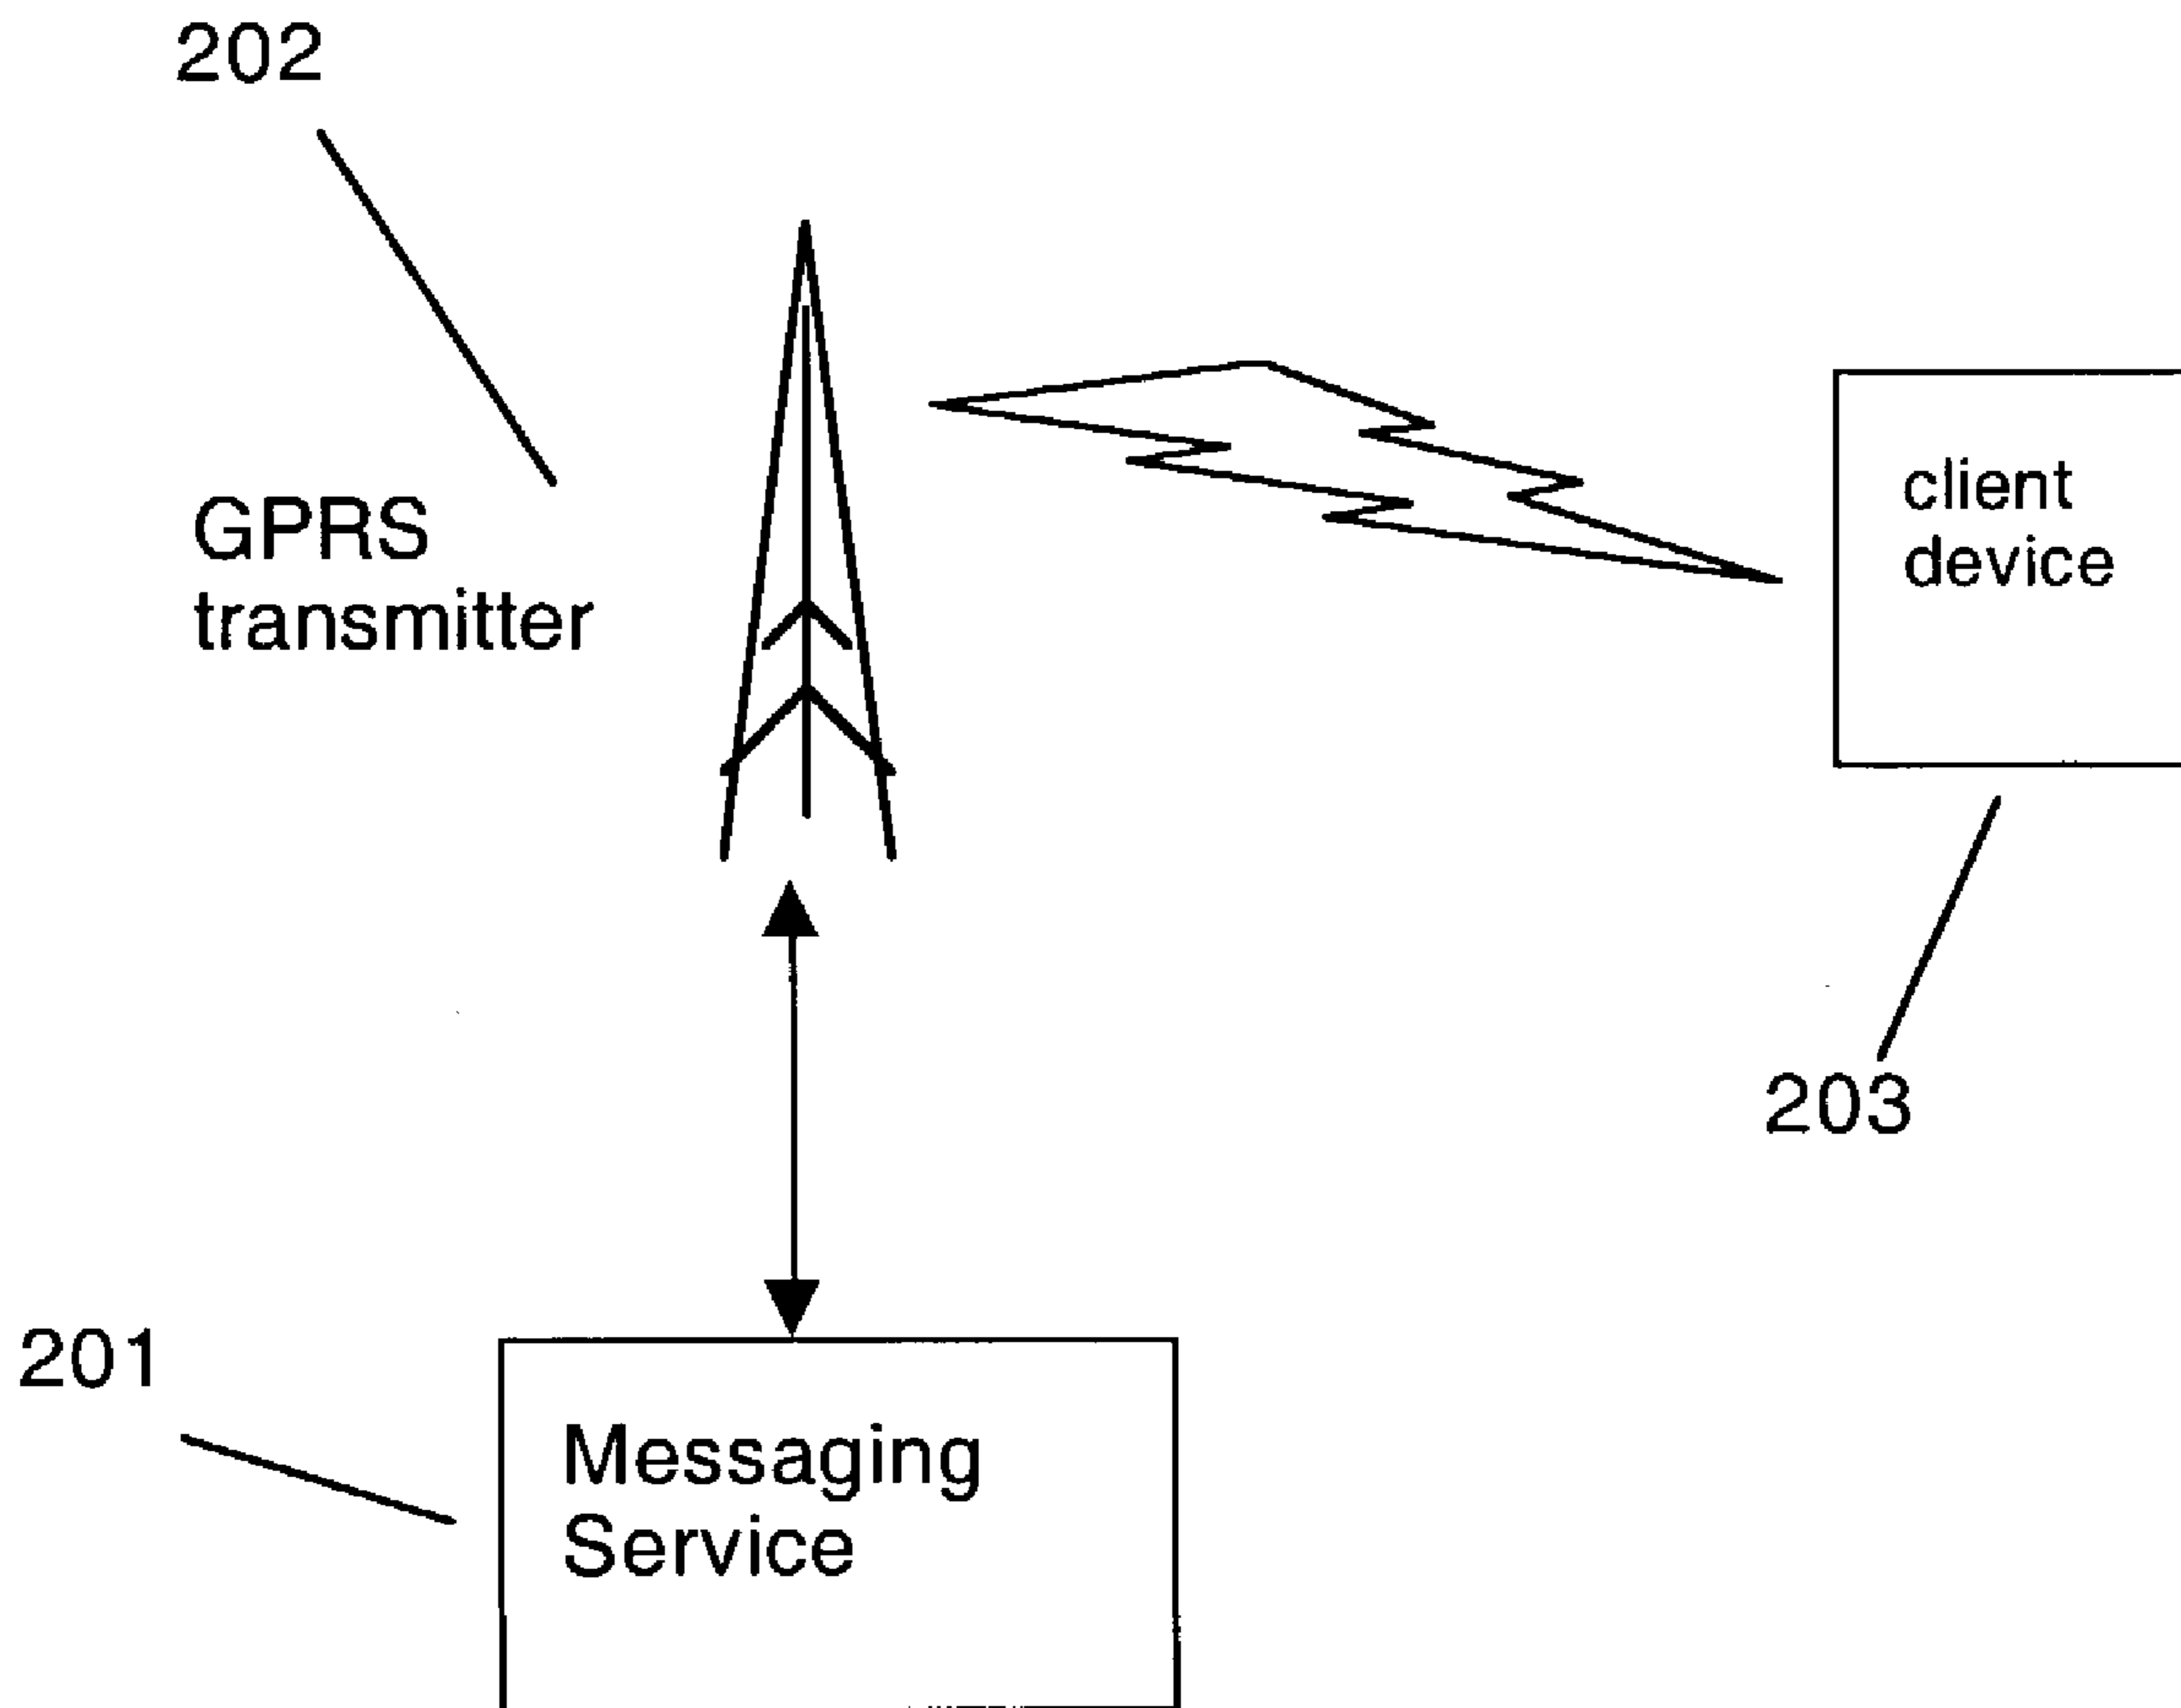 202
GPRS
transmitter
client
device
203
201
Messaging
Service